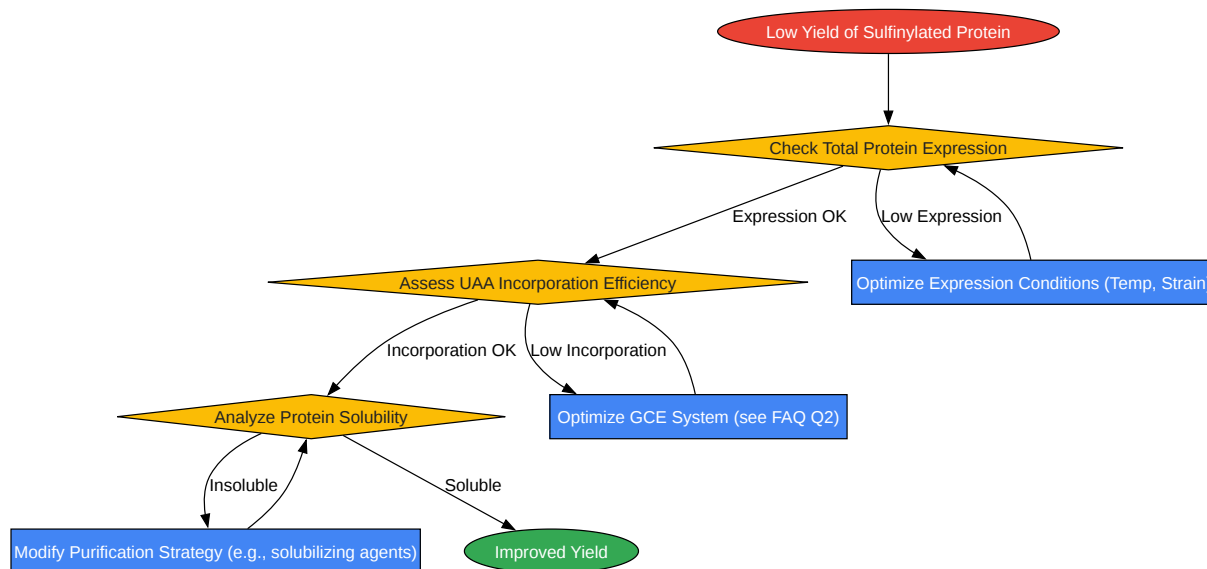 Low Yield of Sulfinylated Protein
Check Total Protein Expression
Expression OK
Low Expression
Assess UAA Incorporation Efficiency
Optimize Expression Conditions (Temp, Strain)
Incorporation OK
Low Incorporation
Analyze Protein Solubility
Optimize GCE System (see FAQ Q2)
Insoluble
Soluble
Modify Purification Strategy (e.g., solubilizing agents)
Improved Yield